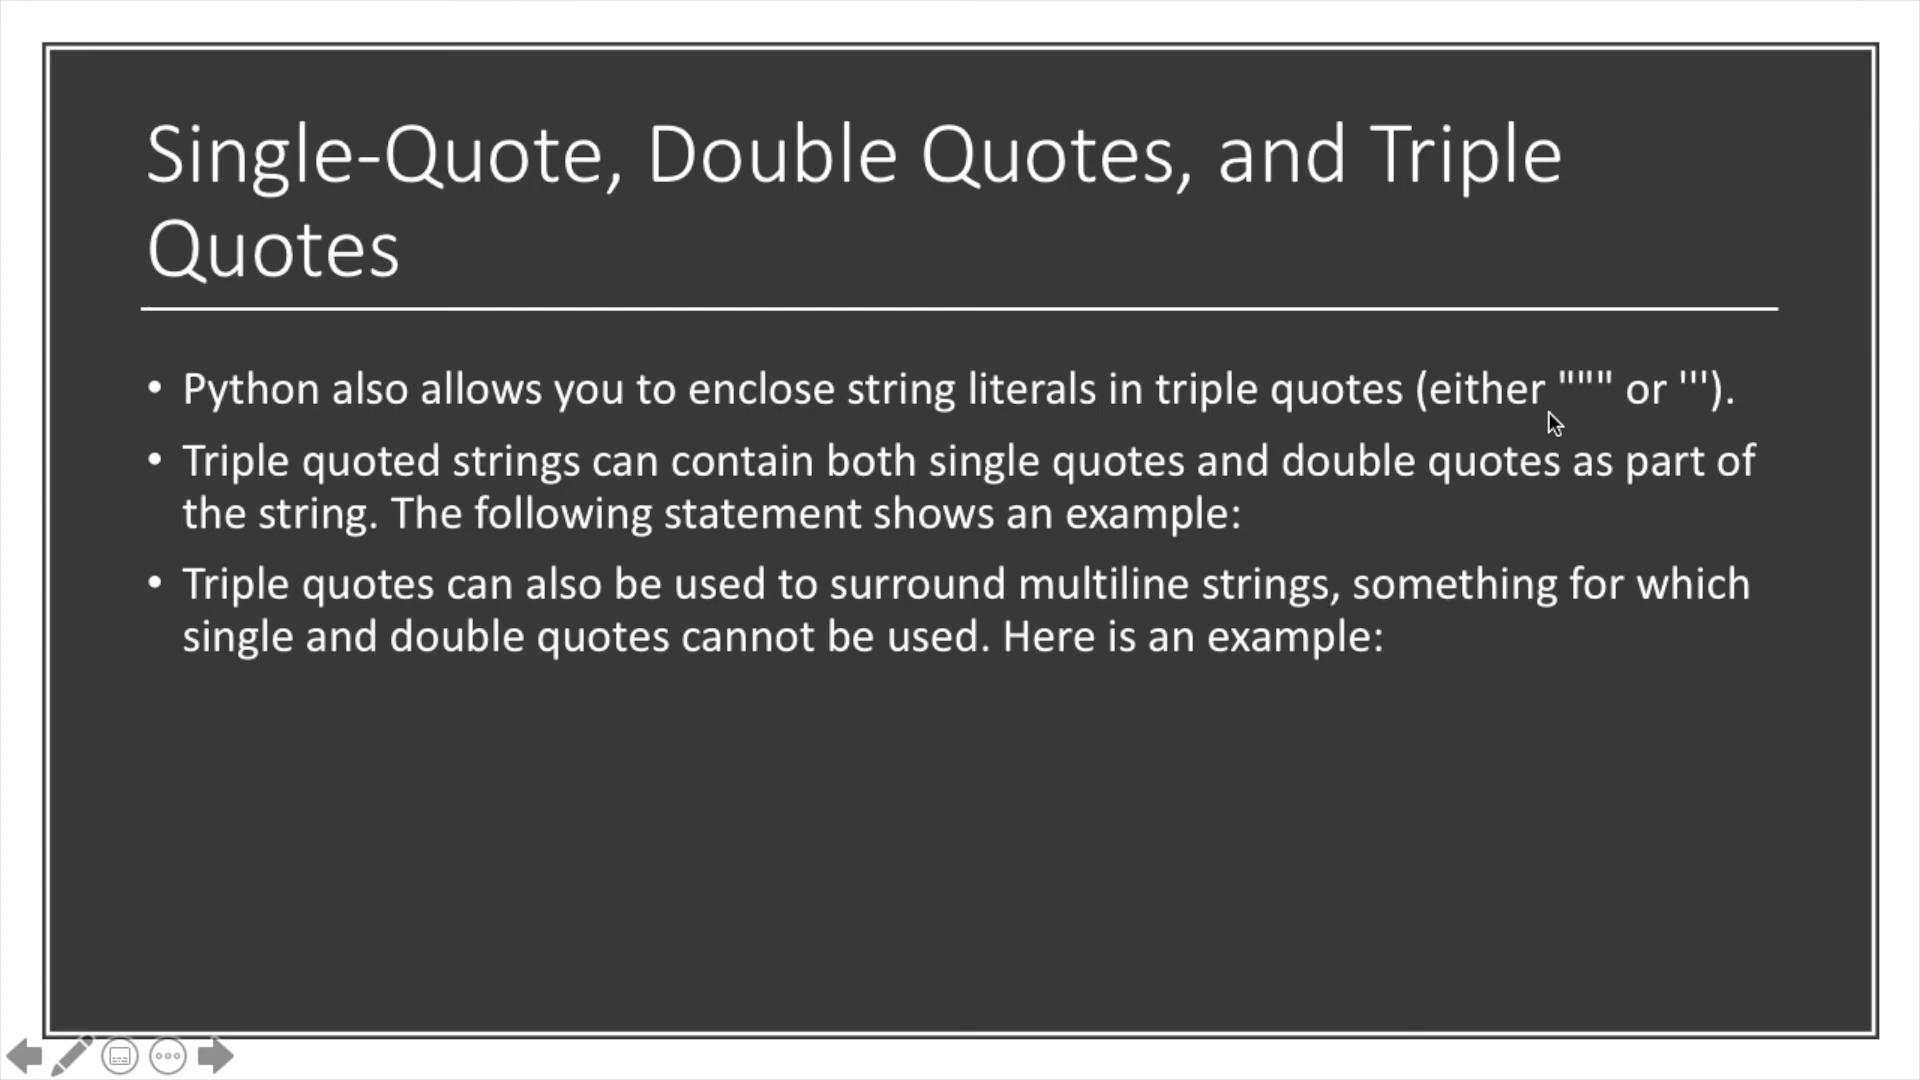 Single-Quote, Double Quotes, and Triple
Quotes
• Python also allows you to enclose string literals in triple quotes (either """ or ''').
• Triple quoted strings can contain both single quotes and double quotes as part of
the string. The following statement shows an example:
• Triple quotes can also be used to surround multiline strings, something for which
single and double quotes cannot be used. Here is an example: